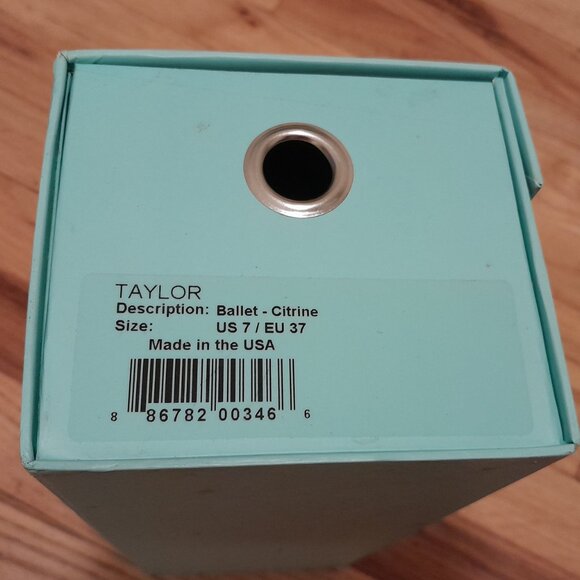 TAYLOR
Description: Ballet - Citrine
Size: US 7 / EU 37
Made in the USA
8 86782 00346 6